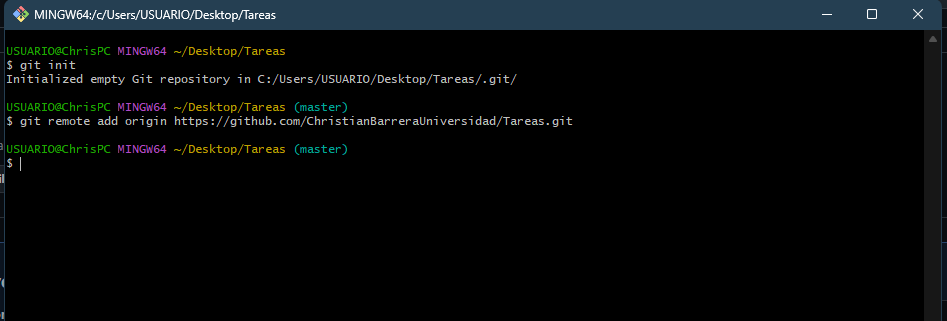 MINGW64:/c/Users/USUARIO/Desktop/Tareas
USUARIO@ChrisPC MINGW64 ~/Desktop/Tareas
$ git init
Initialized empty Git repository in C:/Users/USUARIO/Desktop/Tareas/.git/
USUARIO@ChrisPC MINGW64 ~/Desktop/Tareas (master)
$ git remote add origin https://github.com/ChristianBarreraUniversidad/Tareas.git
USUARIO@ChrisPC MINGW64 ~/Desktop/Tareas (master)
$